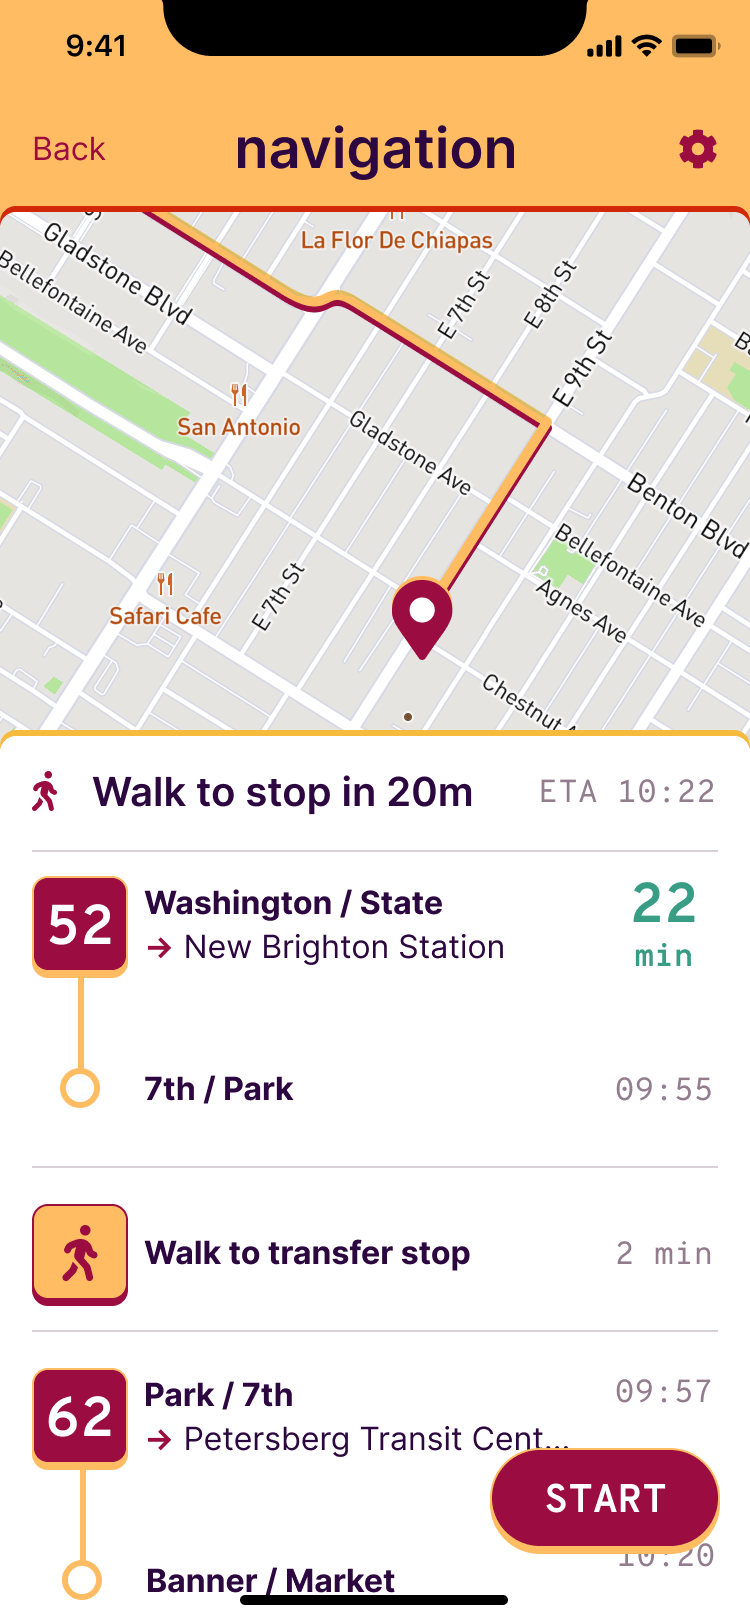 9:41
Back
navigation
La Flor De Chiapas
Gladstone Blvd
Bellefontaine Ave
E 7th St
E 8th St
E 9th St
San Antonio
Gladstone Ave
Benton Blvd
Bellefontaine Ave
Agnes Ave
E 7th St
Safari Cafe
Chestnut
Walk to stop in 20m
ETA 10:22
52
Washington / State
→ New Brighton Station
22
min
7th / Park
09:55
Walk to transfer stop
2 min
62
Park / 7th
09:57
→ Petersberg Transit Cent...
START
10:20
Banner / Market